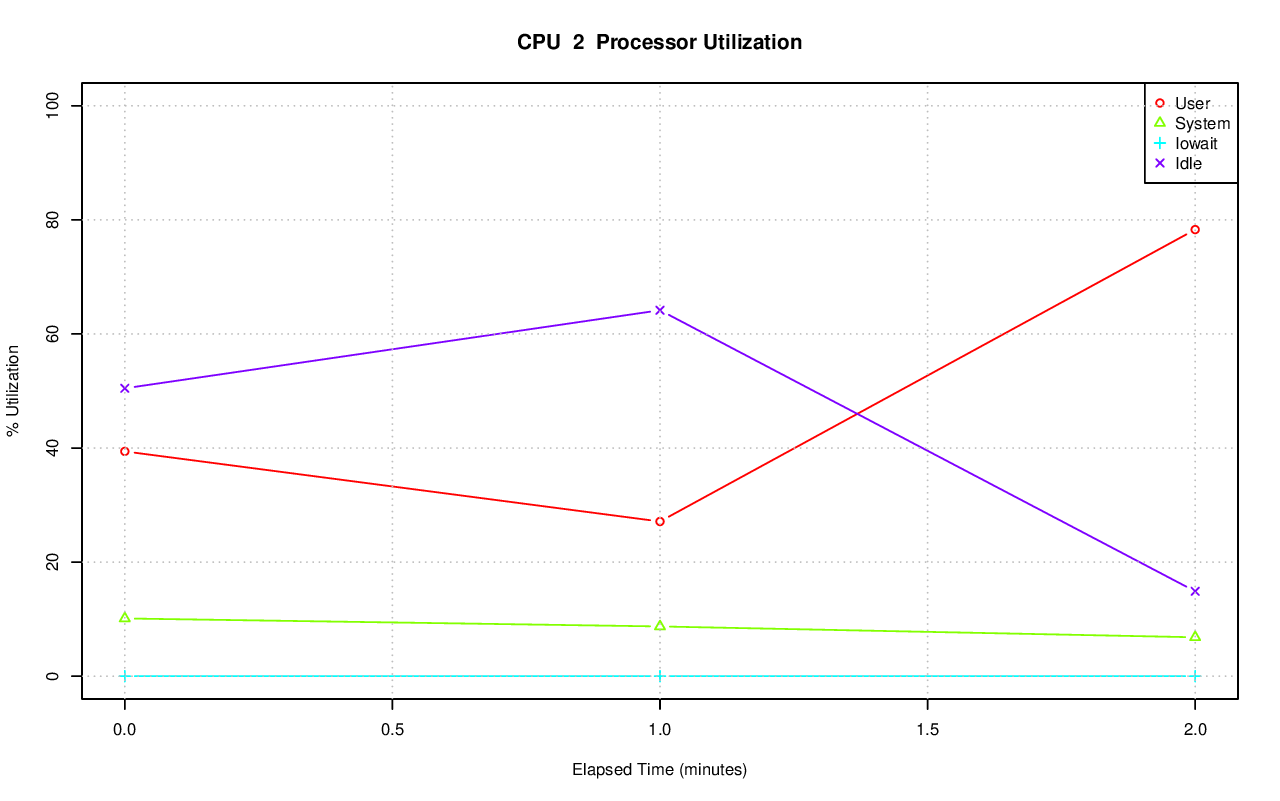 CPU  2  Processor Utilization
User
System
Iowait
Idle
% Utilization
100
80
60
40
20
0
0.0
0.5
1.0
1.5
2.0
Elapsed Time (minutes)